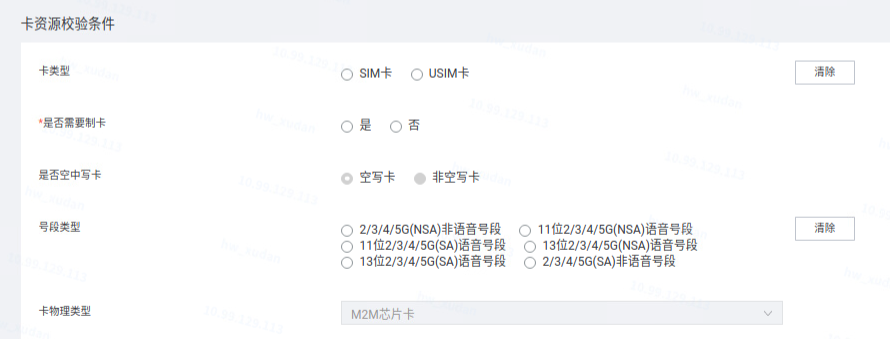 卡资源校验条件
卡类型 SIM卡 USIM卡 清除
*是否需要制卡 是 否
是否空中写卡 空写卡 非空写卡
号段类型 2/3/4/5G(NSA)非语音号段 11位2/3/4/5G(NSA)语音号段 清除
11位2/3/4/5G(SA)语音号段 13位2/3/4/5G(NSA)语音号段
13位2/3/4/5G(SA)语音号段 2/3/4/5G(SA)非语音号段
卡物理类型 M2M芯片卡